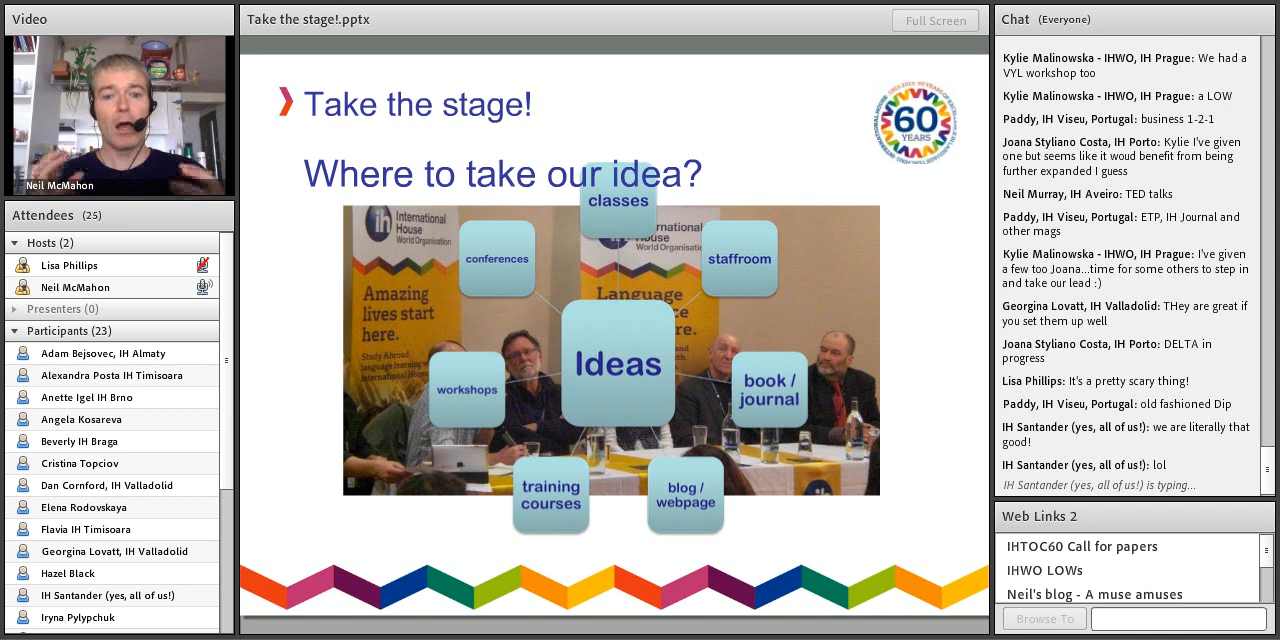 Video
Neil McMahon
Attendees (25)
Hosts (2)
Lisa Phillips
Neil McMahon
Presenters (0)
Participants (23)
Adam Bejsovec, IH Almaty
Alexandra Posta IH Timisoara
Anette Igel IH Brno
Angela Kosareva
Beverly IH Braga
Cristina Topciov
Dan Cornford, IH Valladolid
Elena Rodovskaya
Flavia IH Timisoara
Georgina Lovatt, IH Valladolid
Hazel Black
IH Santander (yes, all of us!)
Iryna Pylypchuk
Take the stage!.pptx
Full Screen
Take the stage!
60
YEARS
Where to take our idea?
classes
conferences
staffroom
Ideas
workshops
book /
journal
training
courses
blog /
webpage
ih
International
House
World Organisation
Amazing
lives start
here.
Study Abroad
Language
House
World Organisation
ih
Chat (Everyone)
Kylie Malinowska - IHWO, IH Prague: We had a
VYL workshop too
Kylie Malinowska - IHWO, IH Prague: a LOW
Paddy, IH Viseu, Portugal: business 1-2-1
Joana Styliano Costa, IH Porto: Kylie I've given
one but seems like it woud benefit from being
further expanded I guess
Neil Murray, IH Aveiro: TED talks
Paddy, IH Viseu, Portugal: ETP, IH Journal and
other mags
Kylie Malinowska - IHWO, IH Prague: I've given
a few too Joana...time for some others to step in
and take our lead :)
Georgina Lovatt, IH Valladolid: THey are great if
you set them up well
Joana Styliano Costa, IH Porto: DELTA in
progress
Lisa Phillips: It's a pretty scary thing!
Paddy, IH Viseu, Portugal: old fashioned Dip
IH Santander (yes, all of us!): we are literally that
good!
IH Santander (yes, all of us!): lol
IH Santander (yes, all of us!) is typing...
Web Links 2
IHTOC60 Call for papers
IHWO LOWs
Neil's blog - A muse amuses
Browse To